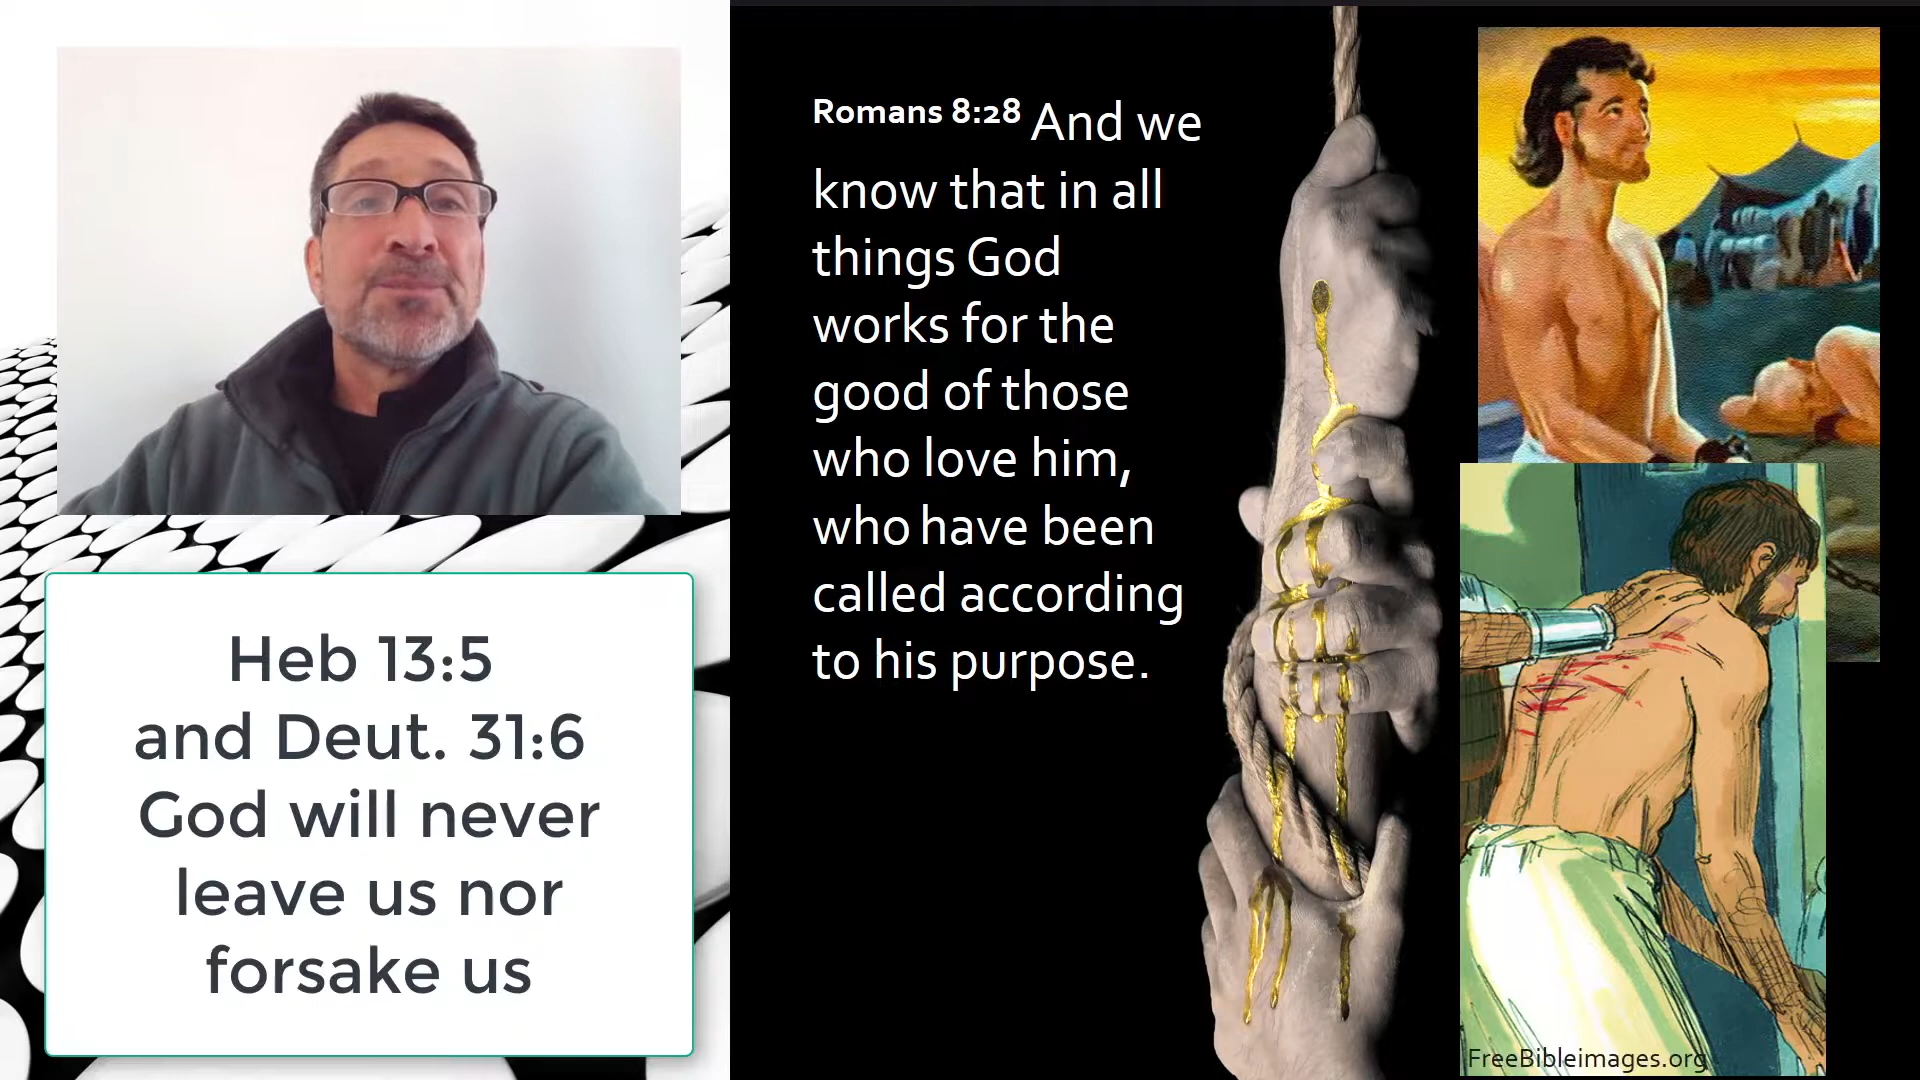 Romans 8:28 And we
know that in all
things God
works for the
good of those
who love him,
who have been
called according
to his purpose.
Heb 13:5
and Deut. 31:6
God will never
leave us nor
forsake us
FreeBibleimages.org